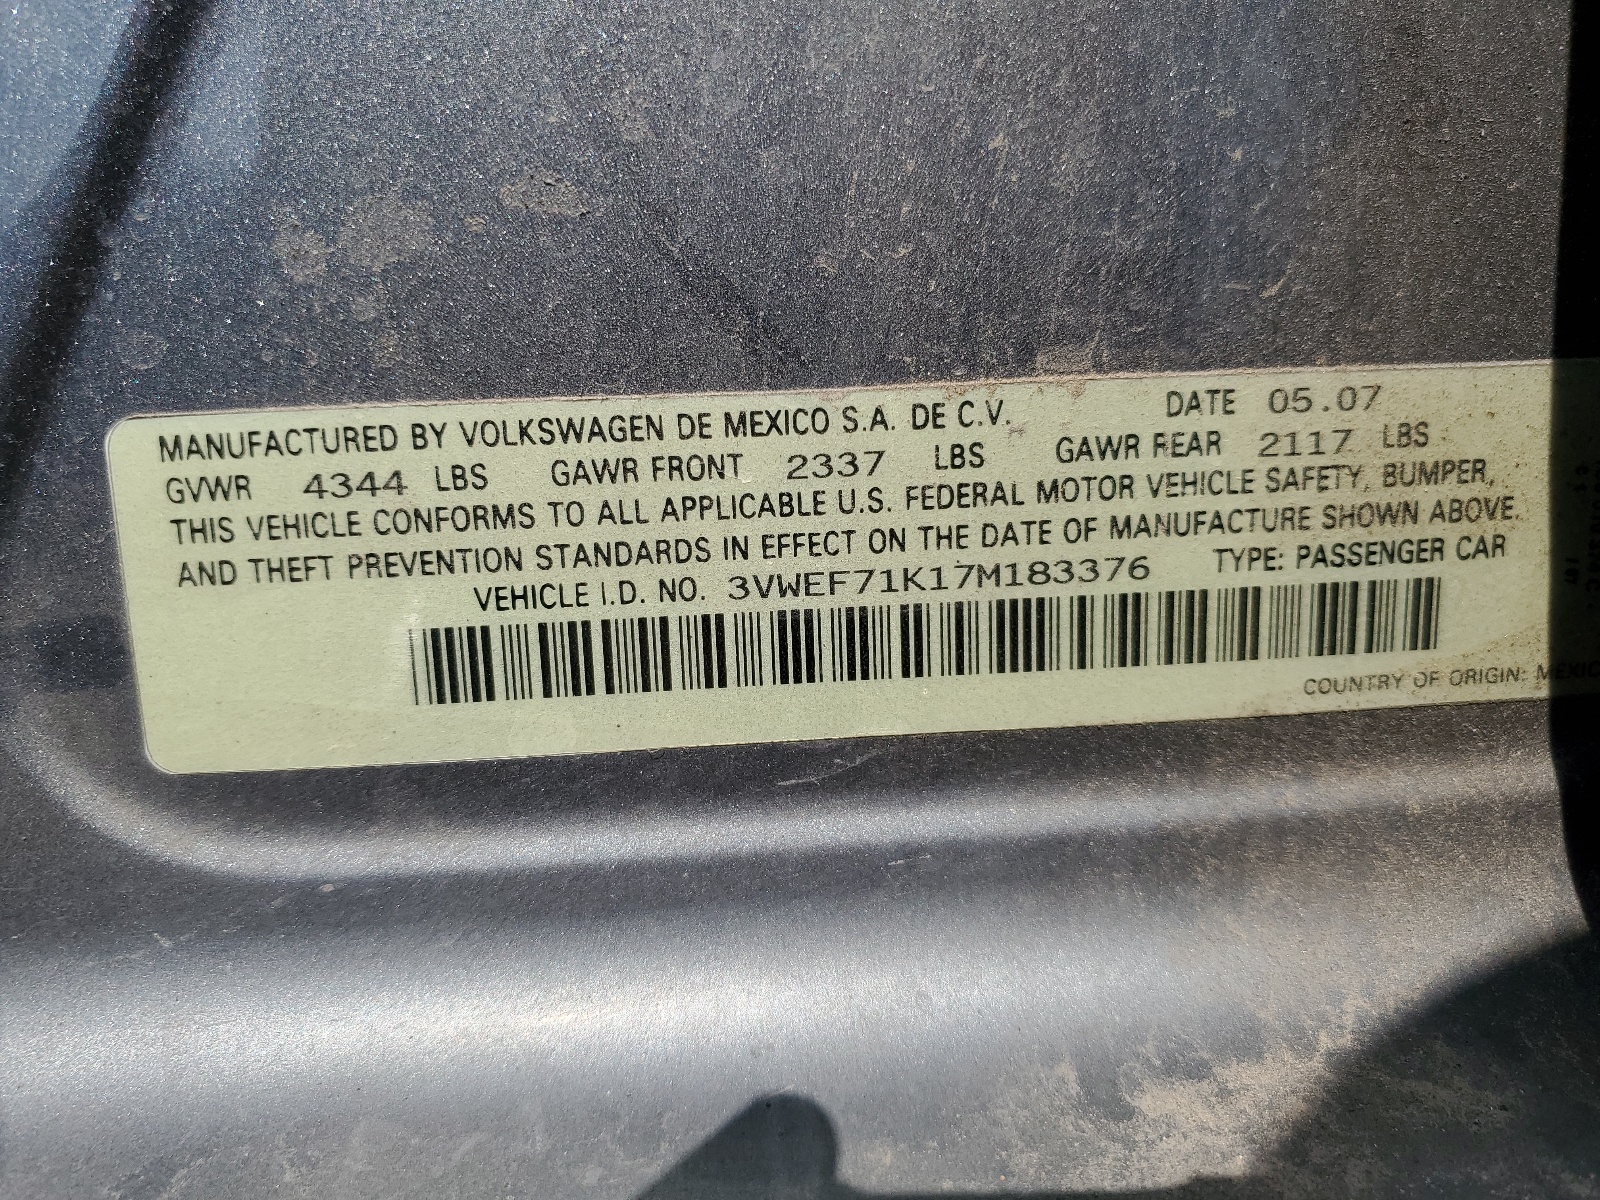 MANUFACTURED BY VOLKSWAGEN DE MEXICO S.A. DE C.V. DATE 05.07
GVWR 4344 LBS GAWR FRONT 2337 LBS GAWR REAR 2117 LBS
THIS VEHICLE CONFORMS TO ALL APPLICABLE U.S. FEDERAL MOTOR VEHICLE SAFETY, BUMPER,
AND THEFT PREVENTION STANDARDS IN EFFECT ON THE DATE OF MANUFACTURE SHOWN ABOVE.
VEHICLE I.D. NO. 3VWEF71K17M183376 TYPE: PASSENGER CAR
COUNTRY OF ORIGIN: MEXIC